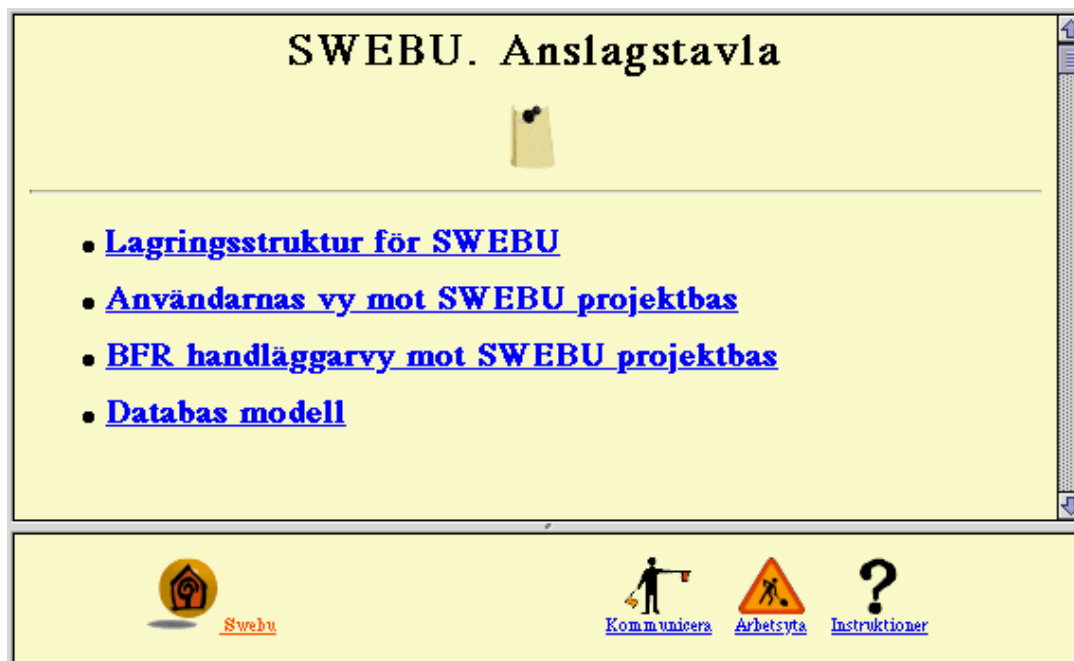 SWEBU. Anslagstavla
Lagringsstruktur för SWEBU
Användarnas vy mot SWEBU projektbas
BFR handläggarvy mot SWEBU projektbas
Databas modell
Swebu
Kommunicera
Arbetsyta
Instruktioner